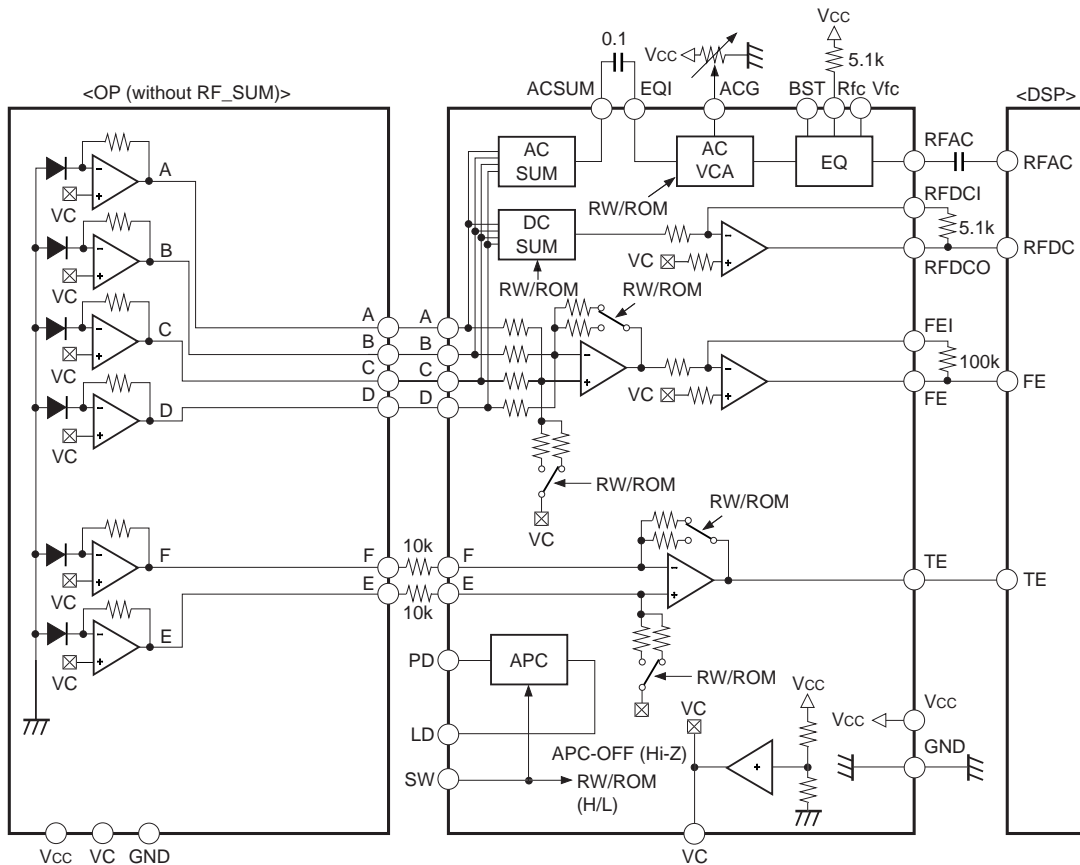 Vcc
0.1
Vcc
5.1k
<OP (without RF_SUM)>
ACSUM
EQI
ACG
BST
Rfc
Vfc
<DSP>
A
VC
AC
SUM
AC
VCA
EQ
RFAC
RFAC
RW/ROM
RFDCI
B
VC
DC
SUM
5.1k
VC
RFDCO
RFDC
RW/ROM
RW/ROM
C
VC
A
A
FEI
B
B
100k
C
C
VC
FE
FE
D
VC
D
D
RW/ROM
VC
RW/ROM
F
VC
F
10k
F
TE
TE
E
10k
E
E
VC
PD
APC
RW/ROM
Vcc
VC
Vcc
Vcc
LD
APC-OFF (Hi-Z)
GND
SW
RW/ROM
(H/L)
Vcc
VC
GND
VC